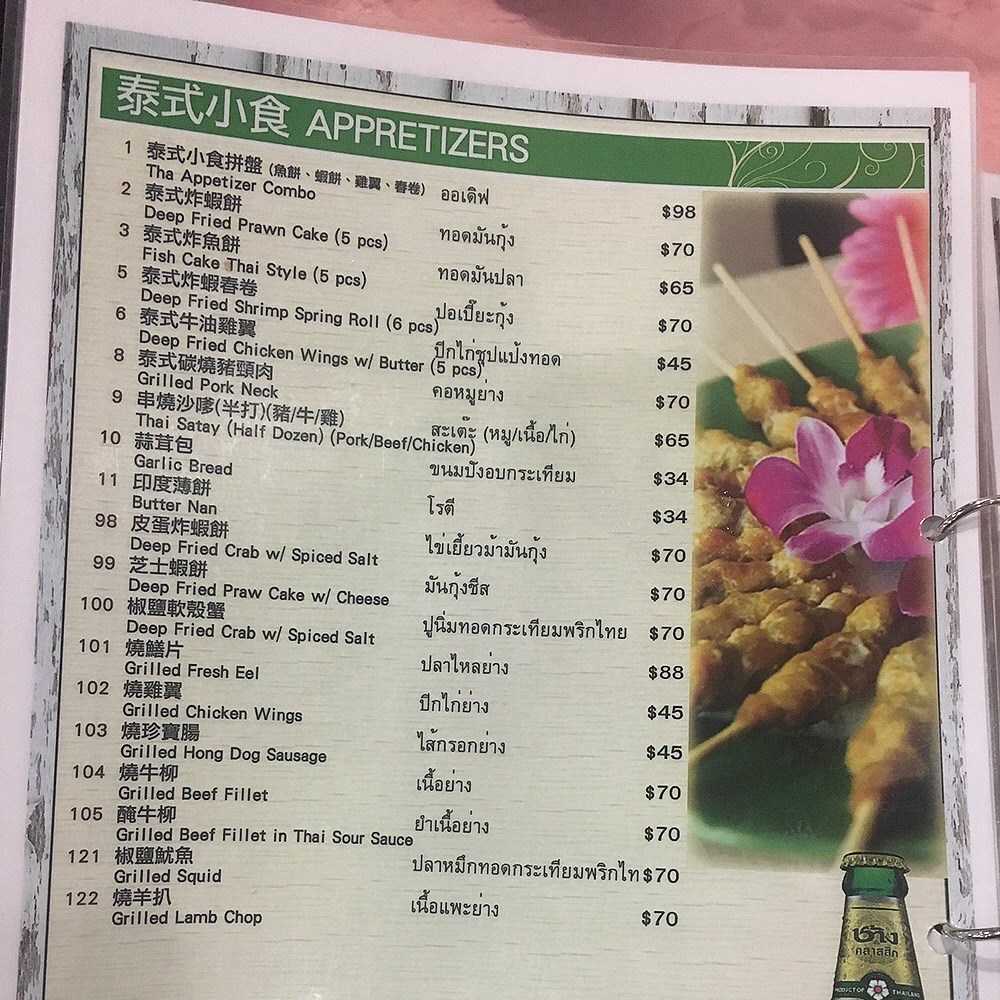 泰式小食 APPRETIZERS
1 泰式小食拼盤 (魚餅、蝦餅、雞翼、春卷) ออเดิฟ
Tha Appetizer Combo $98
2 泰式炸蝦餅 ทอดมันกุ้ง
Deep Fried Prawn Cake (5 pcs) $70
3 泰式炸魚餅 ทอดมันปลา
Fish Cake Thai Style (5 pcs) $65
5 泰式炸蝦春卷 ปอเปี๊ยะกุ้ง
Deep Fried Shrimp Spring Roll (6 pcs) $70
6 泰式牛油雞翼 ปีกไก่ชุปแป้งทอด
Deep Fried Chicken Wings w/ Butter (5 pcs) $45
8 泰式碳燒豬頸肉 คอหมูย่าง
Grilled Pork Neck $70
9 串燒沙嗲(半打)(豬/牛/雞) สะเต๊ะ (หมู/เนื้อ/ไก่)
Thai Satay (Half Dozen) (Pork/Beef/Chicken) $65
10 蒜茸包 ขนมปังอบกระเทียม
Garlic Bread $34
11 印度薄餅 โรตี
Butter Nan $34
98 皮蛋炸蝦餅 ไข่เยี้ยวม้ามันกุ้ง
Deep Fried Crab w/ Spiced Salt $70
99 芝士蝦餅 มันกุ้งชีส
Deep Fried Praw Cake w/ Cheese $70
100 椒鹽軟殼蟹 ปูนิ่มทอดกระเทียมพริกไทย
Deep Fried Crab w/ Spiced Salt $70
101 燒鱔片 ปลาไหลย่าง
Grilled Fresh Eel $88
102 燒雞翼 ปีกไก่ย่าง
Grilled Chicken Wings $45
103 燒珍寶腸 ไส้กรอกย่าง
Grilled Hong Dog Sausage $45
104 燒牛柳 เนื้อย่าง
Grilled Beef Fillet $70
105 醃牛柳 ยำเนื้อย่าง
Grilled Beef Fillet in Thai Sour Sauce $70
121 椒鹽魷魚 ปลาหมึกทอดกระเทียมพริกไท
Grilled Squid $70
122 燒羊扒 เนื้อแพะย่าง
Grilled Lamb Chop $70
ช้าง
คลาสสิก
PRODUCT OF THAILAND